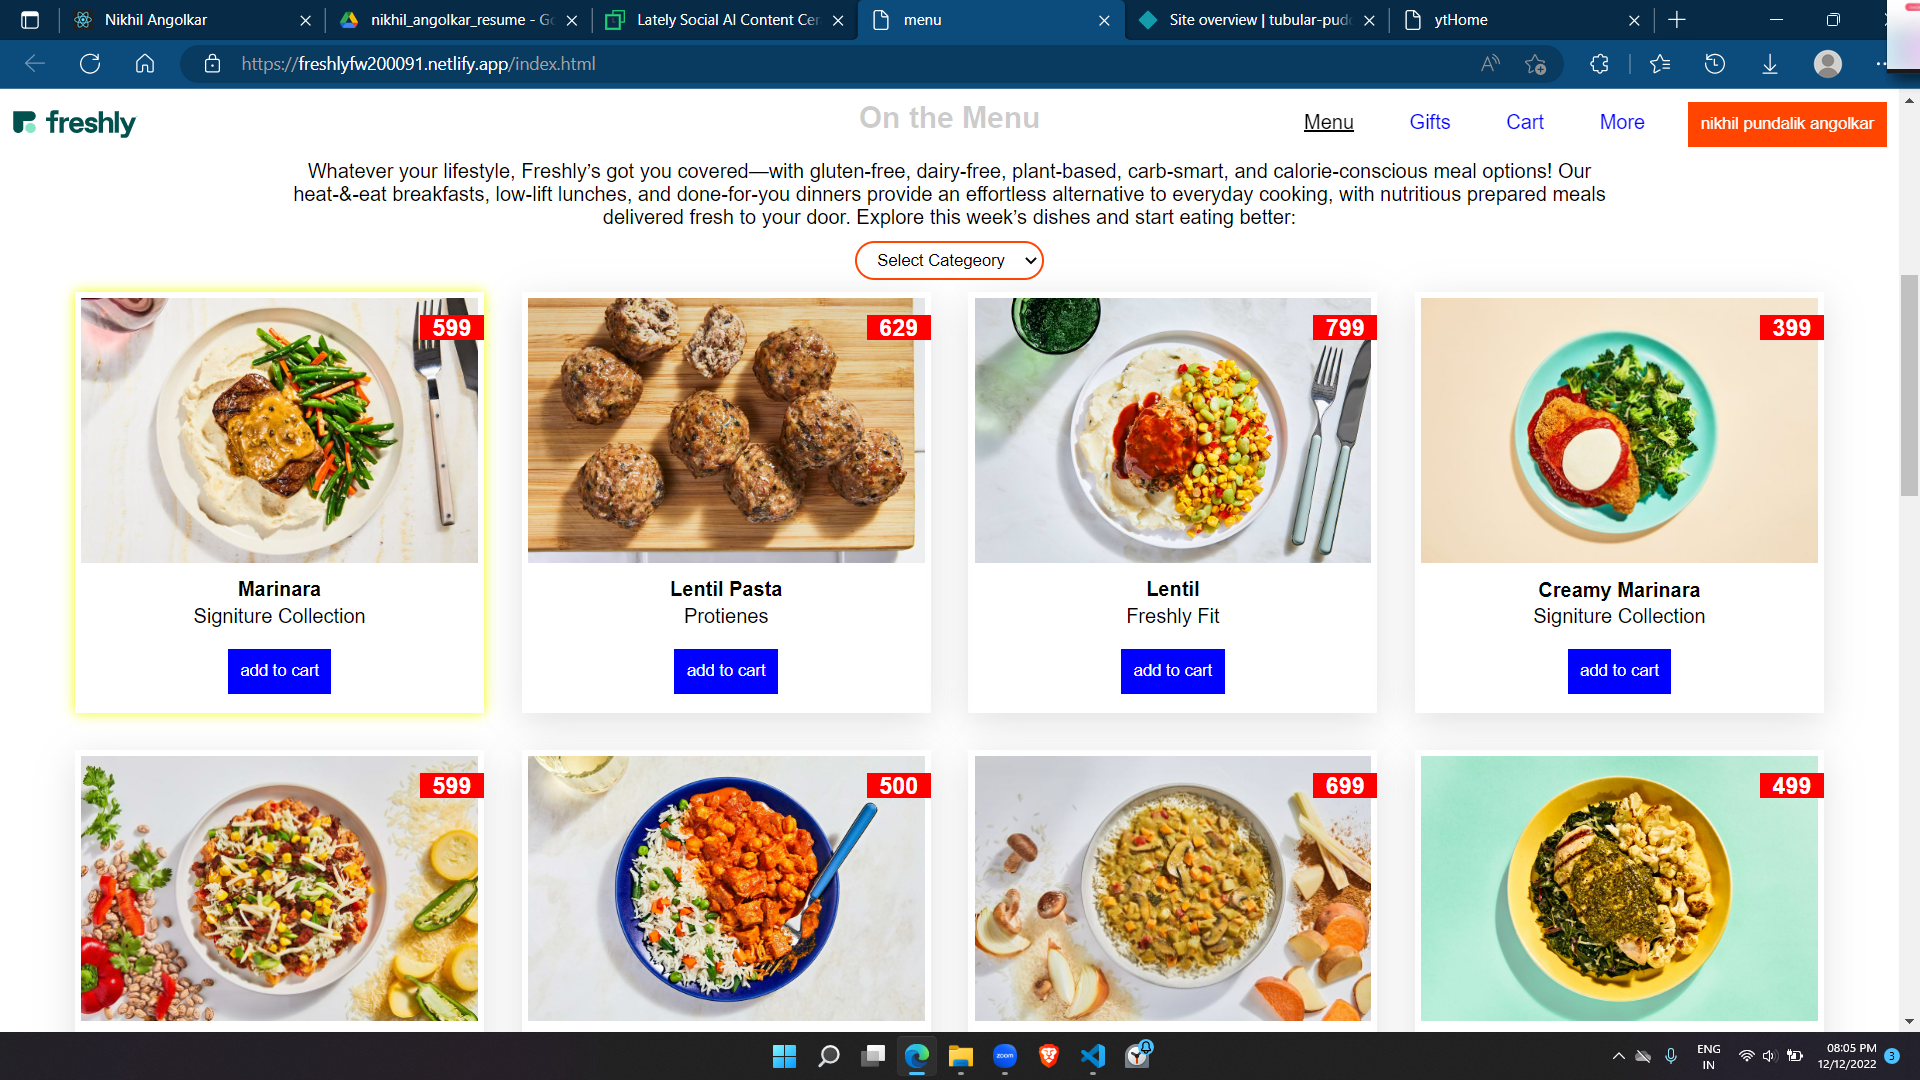 Nikhil Angolkar
nikhil_angolkar_resume - Go
Lately Social AI Content Cen
menu
Site overview | tubular-pudd
ytHome
https://freshlyfw200091.netlify.app/index.html
freshly
On the Menu
Menu
Gifts
Cart
More
nikhil pundalik angolkar
Whatever your lifestyle, Freshly’s got you covered—with gluten-free, dairy-free, plant-based, carb-smart, and calorie-conscious meal options! Our
heat-&-eat breakfasts, low-lift lunches, and done-for-you dinners provide an effortless alternative to everyday cooking, with nutritious prepared meals
delivered fresh to your door. Explore this week’s dishes and start eating better:
Select Categeory
599
629
799
399
Marinara
Signiture Collection
add to cart
Lentil Pasta
Protienes
add to cart
Lentil
Freshly Fit
add to cart
Creamy Marinara
Signiture Collection
add to cart
599
500
699
499
zoom
ENG
IN
08:05 PM
12/12/2022
3